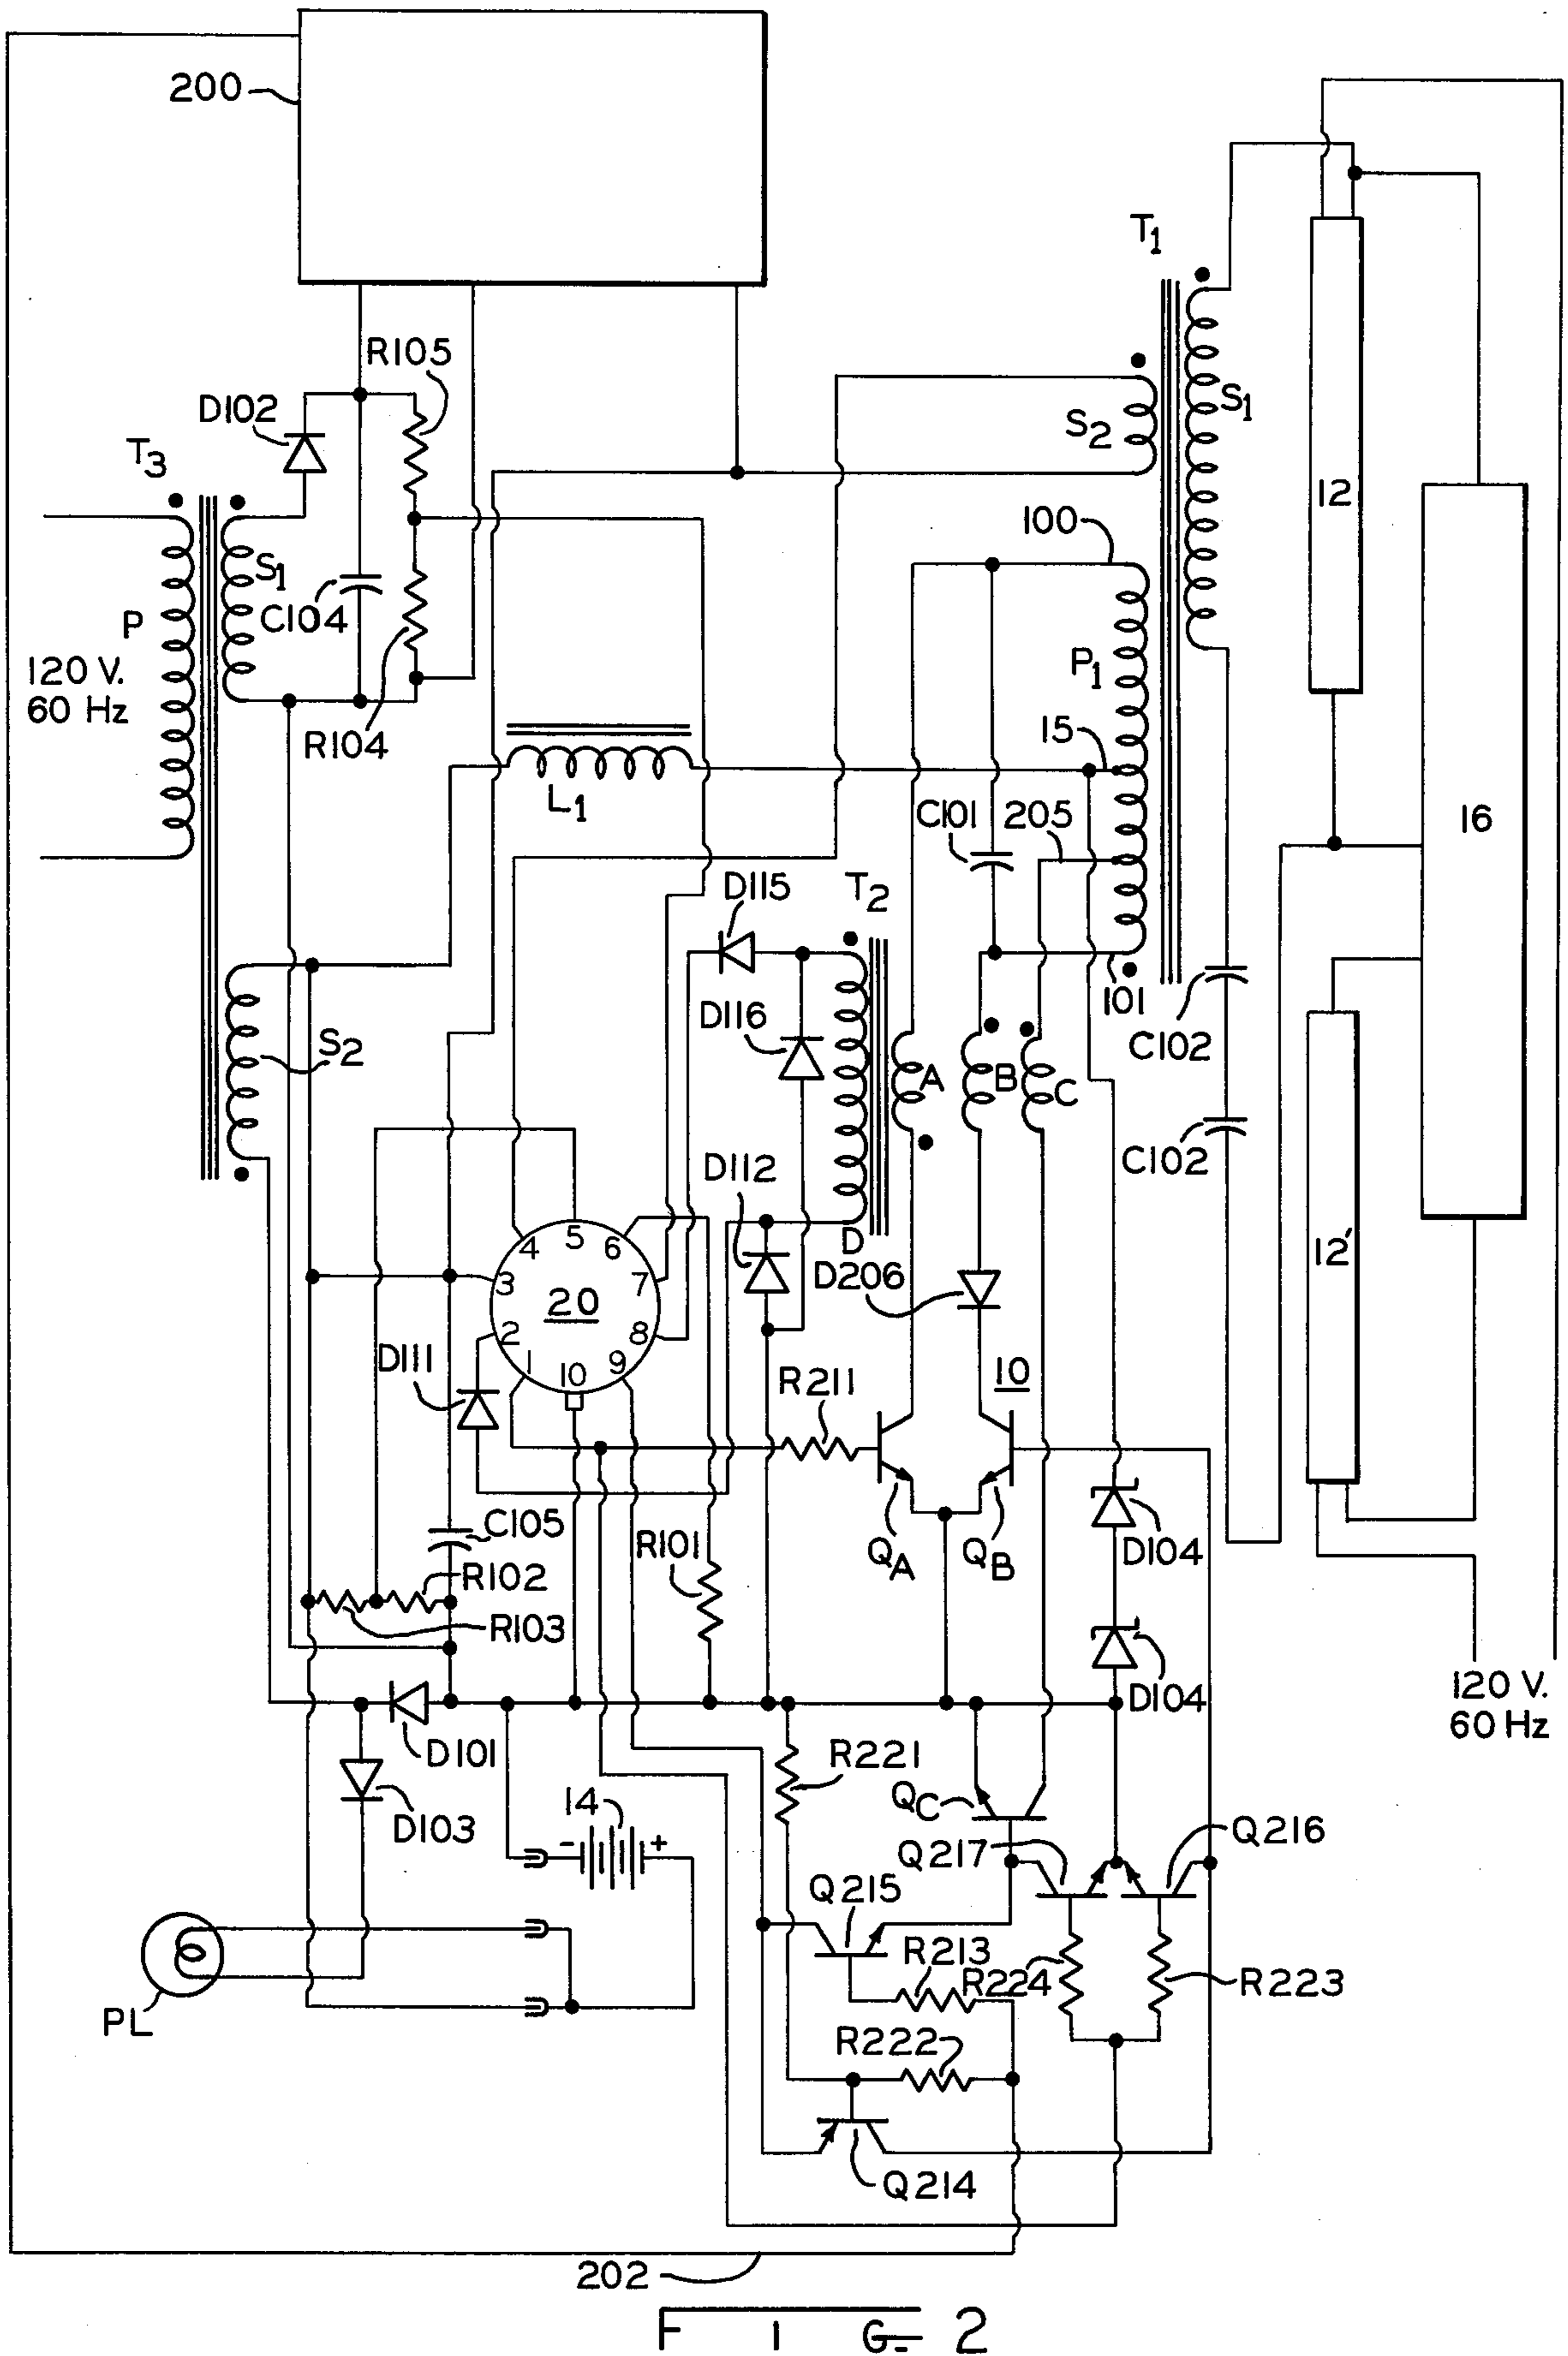 200
R105
D102
T3
T1
S1
S2
12
S1
100
P
C104
P1
120 V.
60 Hz
R104
15
L1
C101
205
16
D115
T2
D116
101
C102
S2
A
B
C
D112
C102
D
D206
12'
4
5
6
3
20
7
2
8
1
10
9
D111
R211
10
C105
QA
QB
D104
R101
R102
R103
D104
120 V.
60 Hz
D101
R221
14
QC
D103
-
+
Q217
Q216
Q215
R213
R224
R223
PL
R222
Q214
202
FIG- 2